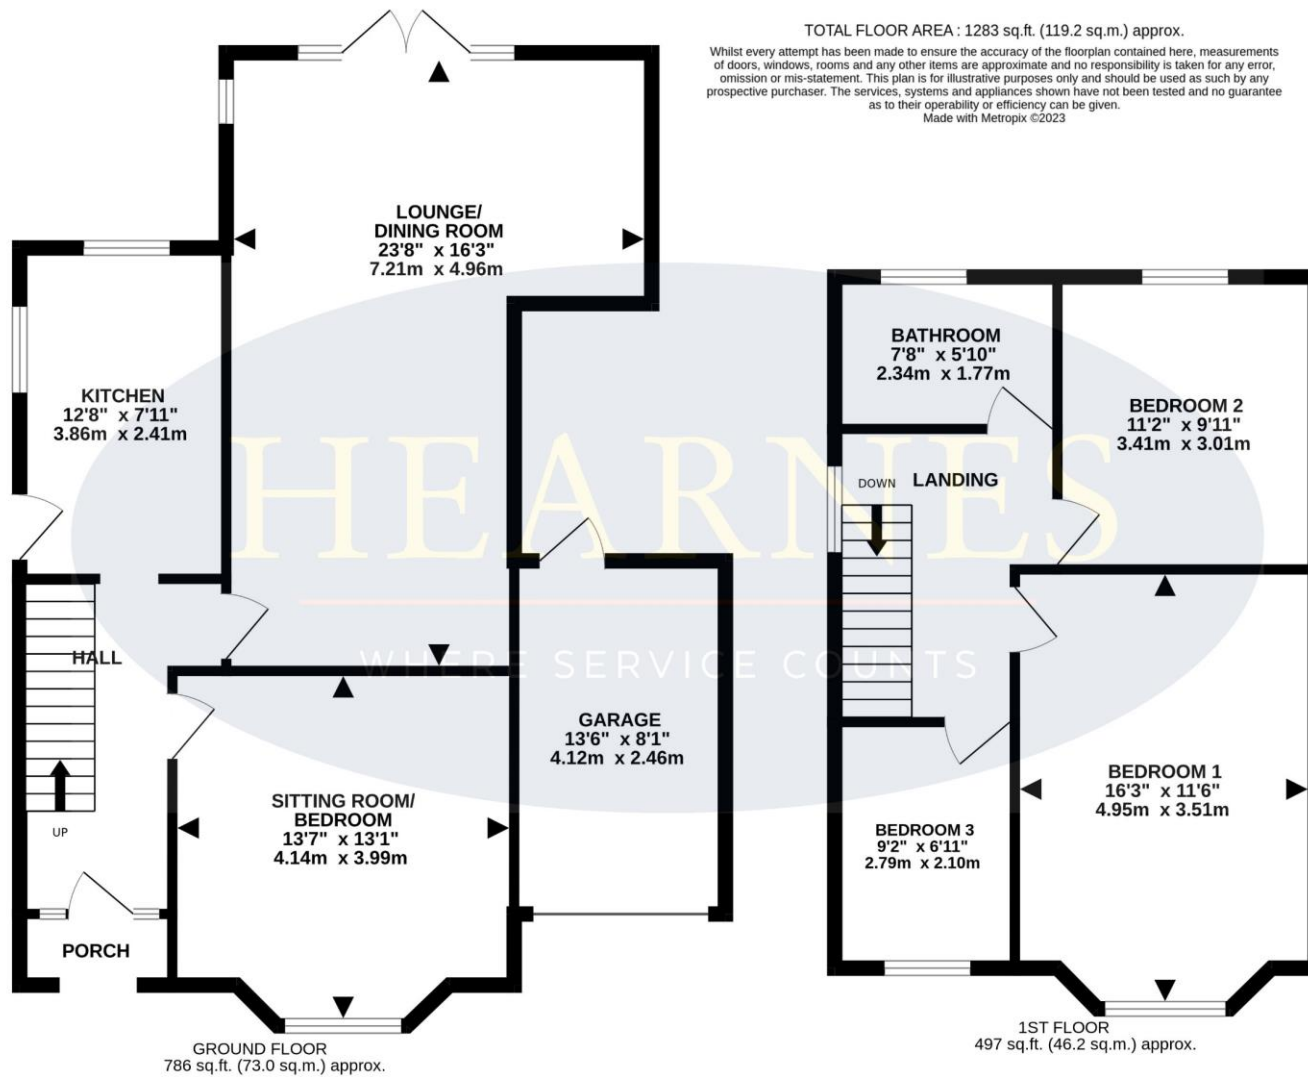 TOTAL FLOOR AREA : 1283 sq.ft. (119.2 sq.m.) approx.
Whilst every attempt has been made to ensure the accuracy of the floorplan contained here, measurements
of doors, windows, rooms and any other items are approximate and no responsibility is taken for any error,
omission or mis-statement. This plan is for illustrative purposes only and should be used as such by any
prospective purchaser. The services, systems and appliances shown have not been tested and no guarantee
as to their operability or efficiency can be given.
Made with Metropix ©2023
LOUNGE/
DINING ROOM
23'8" x 16'3"
7.21m x 4.96m
KITCHEN
12'8" x 7'11"
3.86m x 2.41m
HALL
UP
PORCH
SITTING ROOM/
BEDROOM
13'7" x 13'1"
4.14m x 3.99m
GARAGE
13'6" x 8'1"
4.12m x 2.46m
GROUND FLOOR
786 sq.ft. (73.0 sq.m.) approx.
BATHROOM
7'8" x 5'10"
2.34m x 1.77m
BEDROOM 2
11'2" x 9'11"
3.41m x 3.01m
DOWN
LANDING
BEDROOM 1
16'3" x 11'6"
4.95m x 3.51m
BEDROOM 3
9'2" x 6'11"
2.79m x 2.10m
1ST FLOOR
497 sq.ft. (46.2 sq.m.) approx.
HEARNES
WHERE SERVICE COUNTS